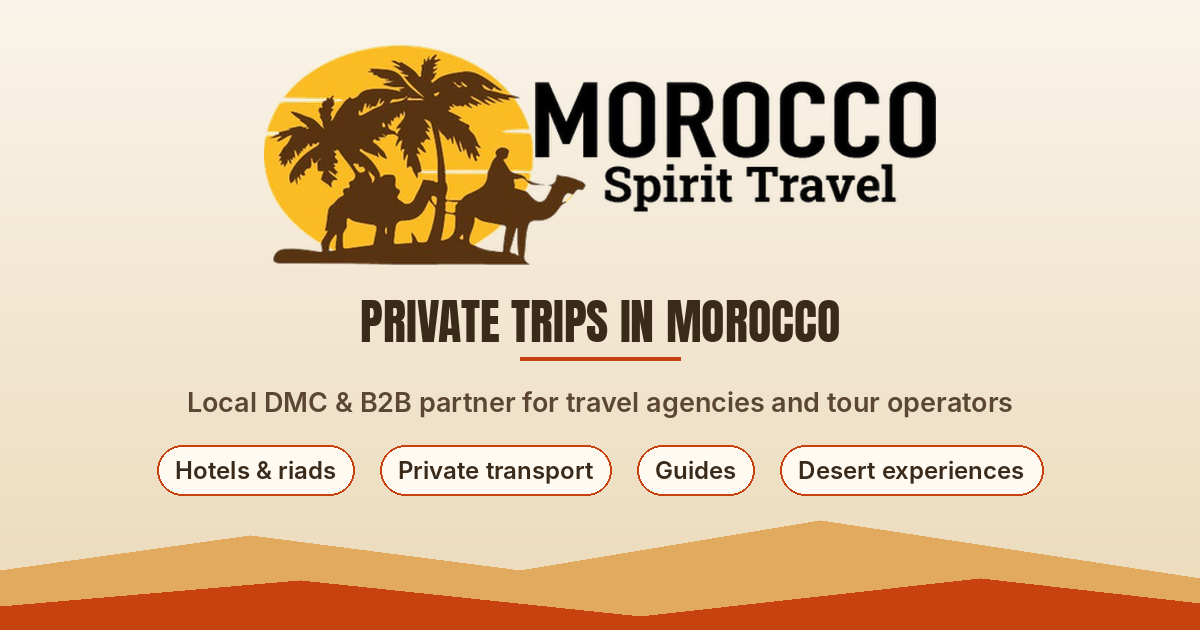 MOROCCO
Spirit Travel
PRIVATE TRIPS IN MOROCCO
Local DMC & B2B partner for travel agencies and tour operators
Hotels & riads
Private transport
Guides
Desert experiences